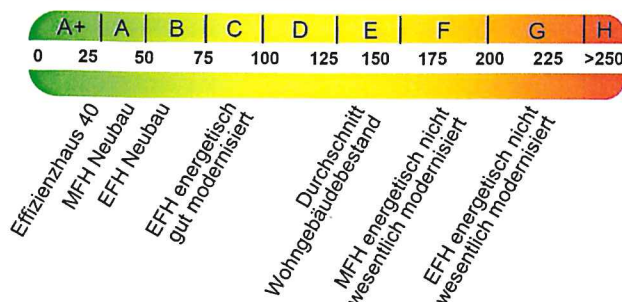 A+ A B C D E F G H
0 25 50 75 100 125 150 175 200 225 >250
Effizienzhaus 40
MFH Neubau
EFH Neubau
EFH energetisch
gut modernisiert
Durchschnitt
Wohngebäudebestand
MFH energetisch nicht
wesentlich modernisiert
EFH energetisch nicht
wesentlich modernisiert